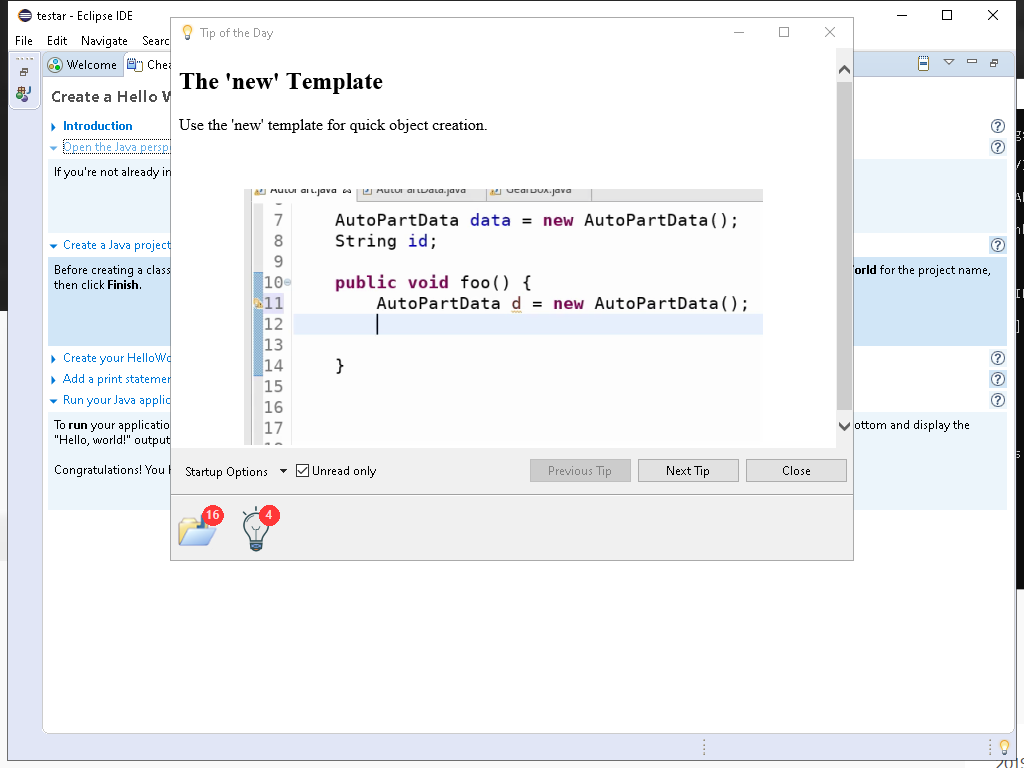 testar - Eclipse IDE
File Edit Navigate Searc
Welcome Chea
Create a Hello W
Introduction
Open the Java perspe
If you're not already in
Create a Java project
Before creating a class
then click Finish.
orld for the project name,
Create your HelloWo
Add a print statemen
Run your Java applic
To run your applicatio
"Hello, world!" output
ottom and display the
Congratulations! You h
Tip of the Day
The 'new' Template
Use the 'new' template for quick object creation.
AutoPart.java AutoPartData.java GearBox.java
7 AutoPartData data = new AutoPartData();
8 String id;
9
10 public void foo() {
11 AutoPartData d = new AutoPartData();
12
13
14 }
15
16
17
Startup Options Unread only Previous Tip Next Tip Close
16 4